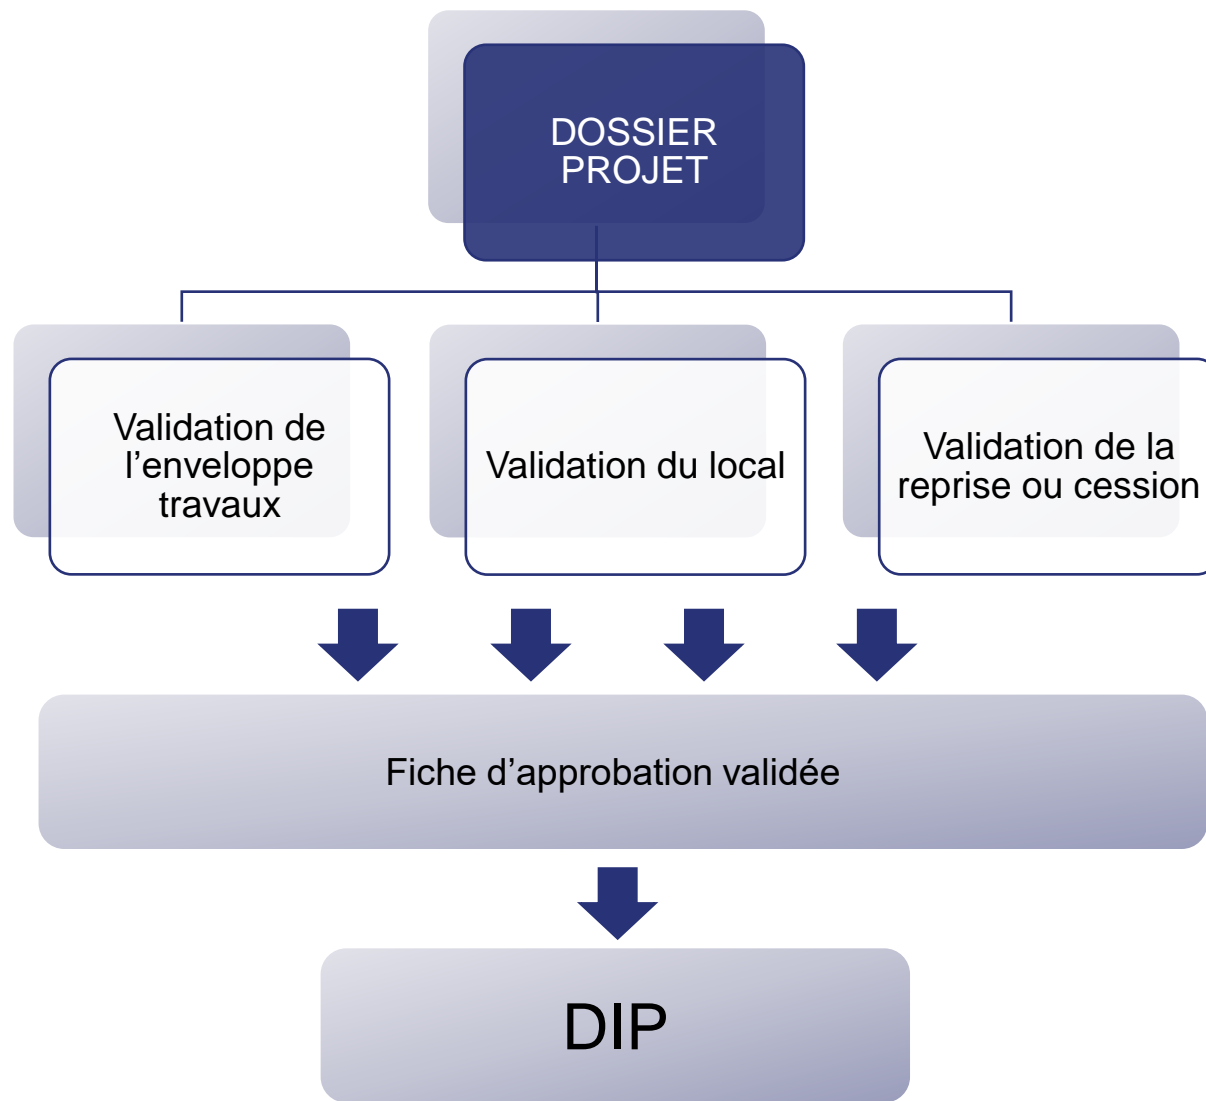 DOSSIER
PROJET
Validation de
l’enveloppe
travaux
Validation du local
Validation de la
reprise ou cession
Fiche d’approbation validée
DIP